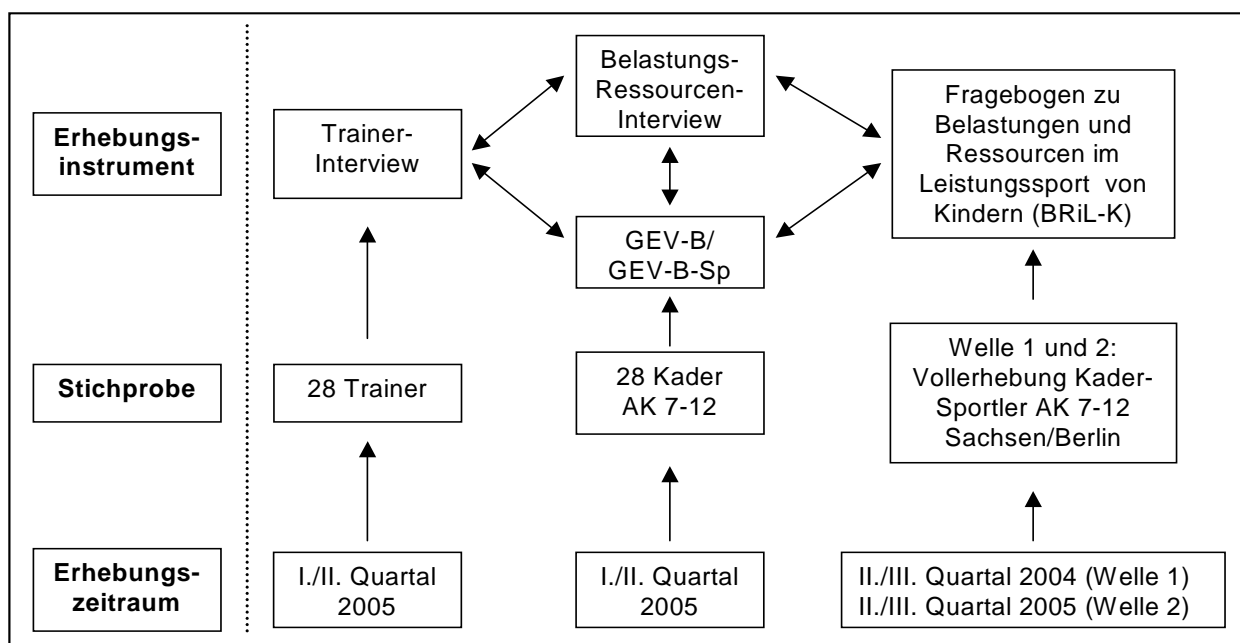 Erhebungs-
instrument
Trainer-
Interview
Belastungs-
Ressourcen-
Interview
GEV-B/
GEV-B-Sp
Fragebogen zu
Belastungen und
Ressourcen im
Leistungssport von
Kindern (BRiL-K)
Stichprobe
28 Trainer
28 Kader
AK 7-12
Welle 1 und 2:
Vollerhebung Kader-
Sportler AK 7-12
Sachsen/Berlin
Erhebungs-
zeitraum
I./II. Quartal
2005
I./II. Quartal
2005
II./III. Quartal 2004 (Welle 1)
II./III. Quartal 2005 (Welle 2)